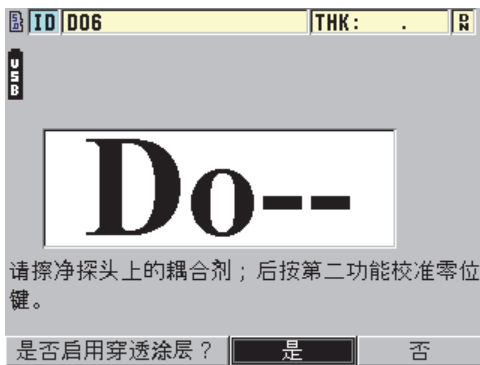 ID D06 THK: . DN
USB
Do--
请擦净探头上的耦合剂；后按第二功能校准零位
键。
是否启用穿透涂层？ 是 否